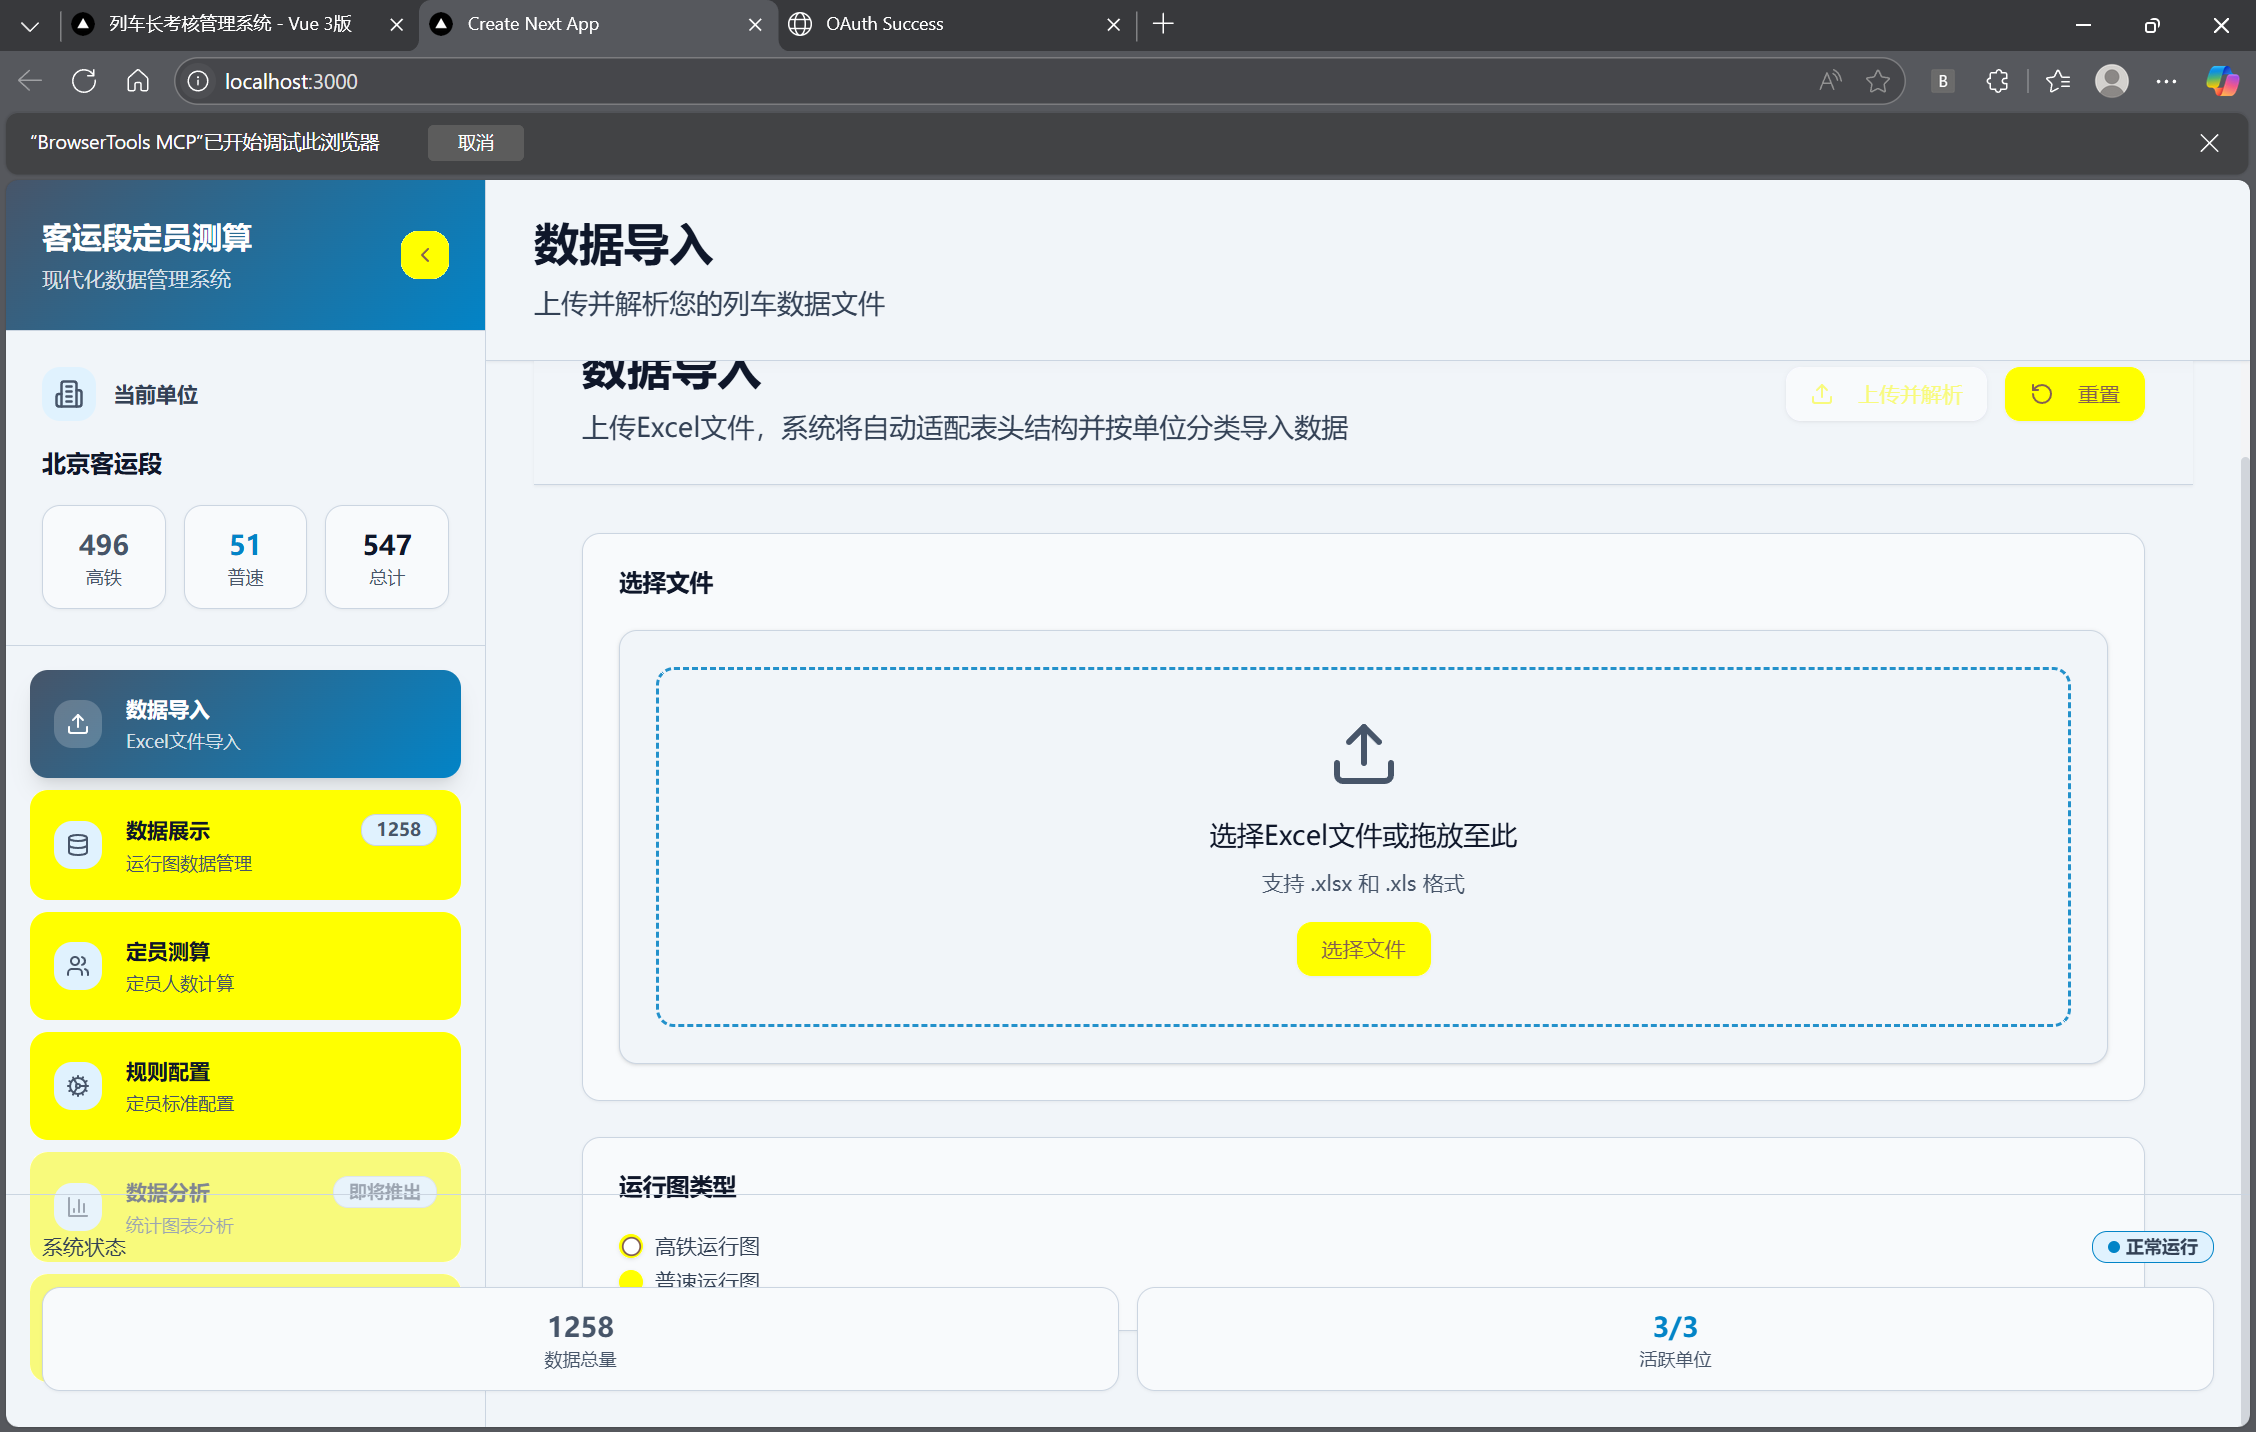 列车长考核管理系统 - Vue 3版
Create Next App
OAuth Success
localhost:3000
B
“BrowserTools MCP”已开始调试此浏览器
取消
客运段定员测算
现代化数据管理系统
当前单位
北京客运段
496
高铁
51
普速
547
总计
数据导入
Excel文件导入
数据展示
1258
运行图数据管理
定员测算
定员人数计算
规则配置
定员标准配置
数据分析
即将推出
统计图表分析
系统状态
数据导入
上传并解析您的列车数据文件
数据导入
上传并解析
重置
上传Excel文件，系统将自动适配表头结构并按单位分类导入数据
选择文件
选择Excel文件或拖放至此
支持 .xlsx 和 .xls 格式
选择文件
运行图类型
高铁运行图
正常运行
普速运行图
1258
数据总量
3/3
活跃单位